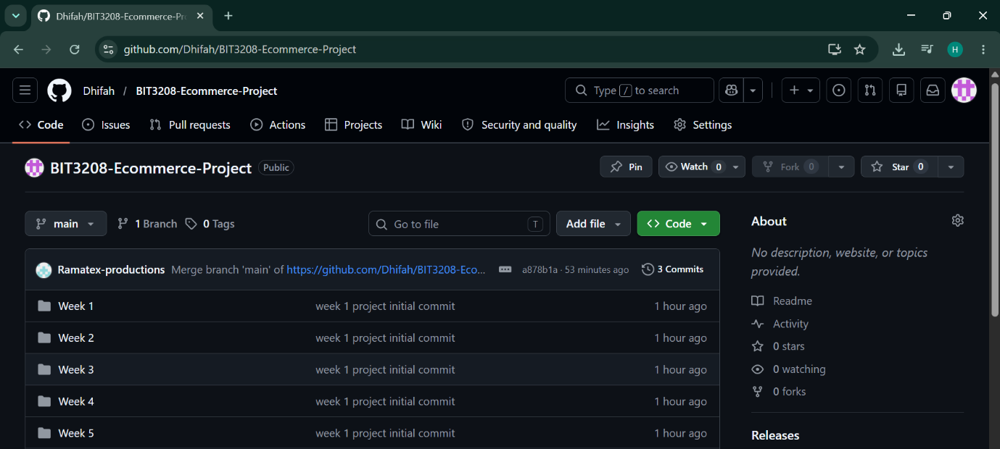 Dhifah/BIT3208-Ecommerce-Pr
github.com/Dhifah/BIT3208-Ecommerce-Project
H
Dhifah / BIT3208-Ecommerce-Project
Type / to search
Code Issues Pull requests Actions Projects Wiki Security and quality Insights Settings
BIT3208-Ecommerce-Project Public
Pin Watch 0 Fork 0 Star 0
main 1 Branch 0 Tags
Go to file T Add file Code
Ramatex-productions Merge branch 'main' of https://github.com/Dhifah/BIT3208-Eco... a878b1a · 53 minutes ago 3 Commits
Week 1 week 1 project initial commit 1 hour ago
Week 2 week 1 project initial commit 1 hour ago
Week 3 week 1 project initial commit 1 hour ago
Week 4 week 1 project initial commit 1 hour ago
Week 5 week 1 project initial commit 1 hour ago
About
No description, website, or topics
provided.
Readme
Activity
0 stars
0 watching
0 forks
Releases